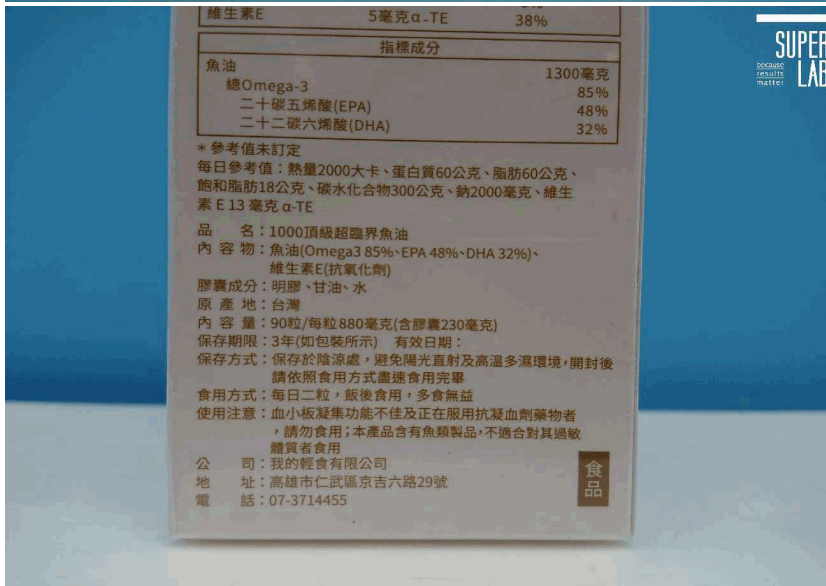 維生素E 5毫克α-TE 38%
指標成分
魚油 1300毫克
總Omega-3 85%
二十碳五烯酸(EPA) 48%
二十二碳六烯酸(DHA) 32%
*參考值未訂定
每日參考值：熱量2000大卡、蛋白質60公克、脂肪60公克、
飽和脂肪18公克、碳水化合物300公克、鈉2000毫克、維生
素 E 13 毫克 α-TE
品 名：1000頂級超臨界魚油
內 容 物：魚油(Omega3 85%、EPA 48%、DHA 32%)、
維生素E(抗氧化劑)
膠囊成分：明膠、甘油、水
原 產 地：台灣
內 容 量：90粒/每粒880毫克(含膠囊230毫克)
保存期限：3年(如包裝所示) 有效日期：
保存方式：保存於陰涼處，避免陽光直射及高溫多濕環境，開封後
請依照食用方式盡速食用完畢
食用方式：每日二粒，飯後食用，多食無益
使用注意：血小板凝集功能不佳及正在服用抗凝血劑藥物者
，請勿食用；本產品含有魚類製品，不適合對其過敏
體質者食用
公 司：我的輕食有限公司
地 址：高雄市仁武區京吉六路29號
電 話：07-3714455
食品
SUPER
LAB
because
results
matter